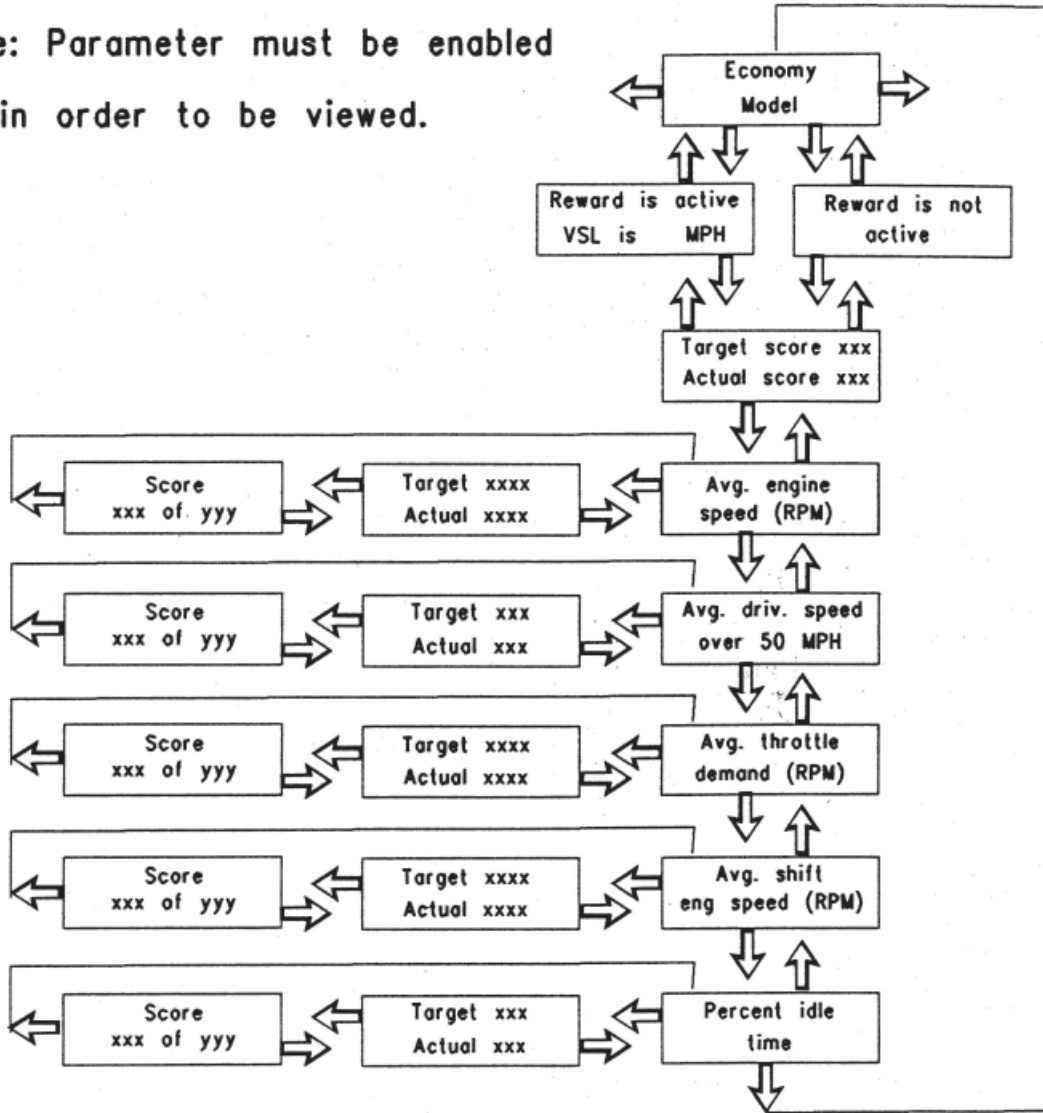 e: Parameter must be enabled
in order to be viewed.
Economy
Model
Reward is active
VSL is MPH
Reward is not
active
Target score xxx
Actual score xxx
Score
xxx of yyy
Target xxxx
Actual xxxx
Avg. engine
speed (RPM)
Score
xxx of yyy
Target xxx
Actual xxx
Avg. driv. speed
over 50 MPH
Score
xxx of yyy
Target xxxx
Actual xxxx
Avg. throttle
demand (RPM)
Score
xxx of yyy
Target xxxx
Actual xxxx
Avg. shift
eng speed (RPM)
Score
xxx of yyy
Target xxx
Actual xxx
Percent idle
time